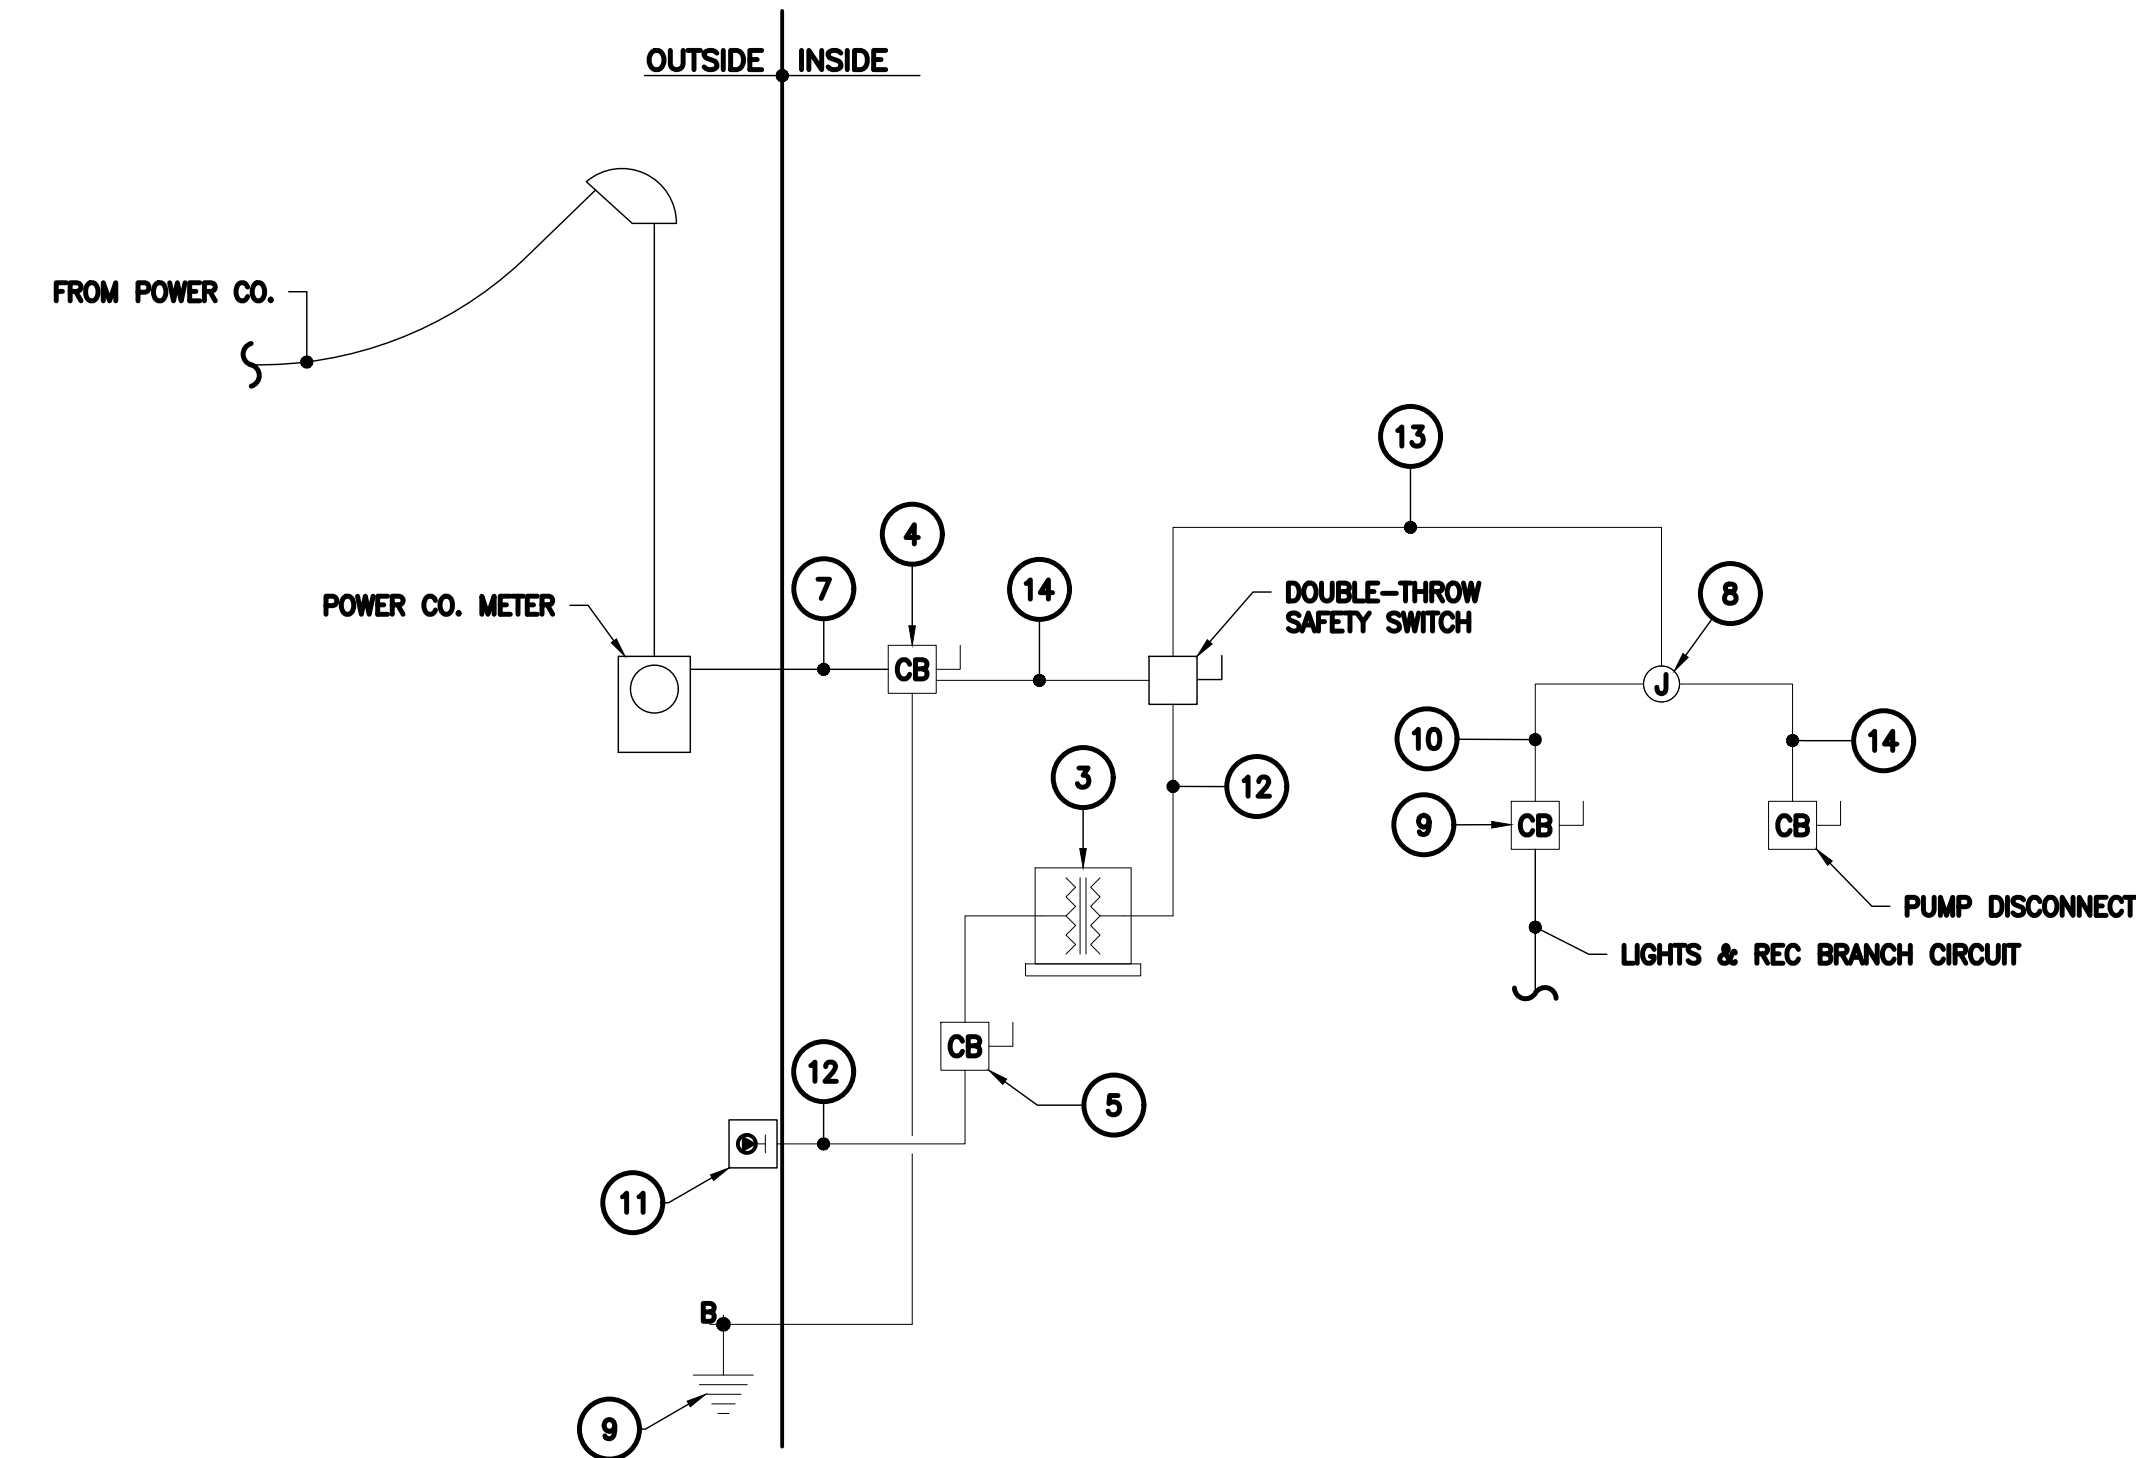 OUTSIDE INSIDE
FROM POWER CO.
13
4
7
14
DOUBLE-THROW
SAFETY SWITCH
8
POWER CO. METER
CB
J
10
14
3
12
9
CB
CB
PUMP DISCONNECT
LIGHTS & REC BRANCH CIRCUIT
CB
12
5
11
B
9